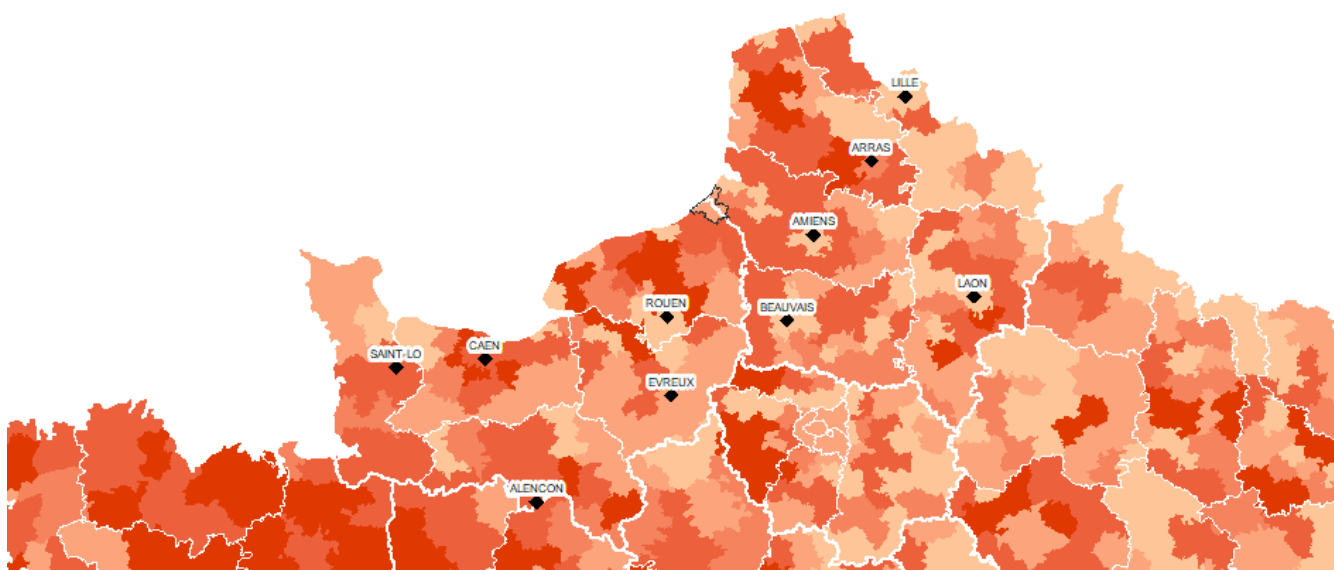 LILLE
ARRAS
AMIENS
LAON
ROUEN
BEAUVAIS
CAEN
SAINT-LO
EVREUX
ALENCON